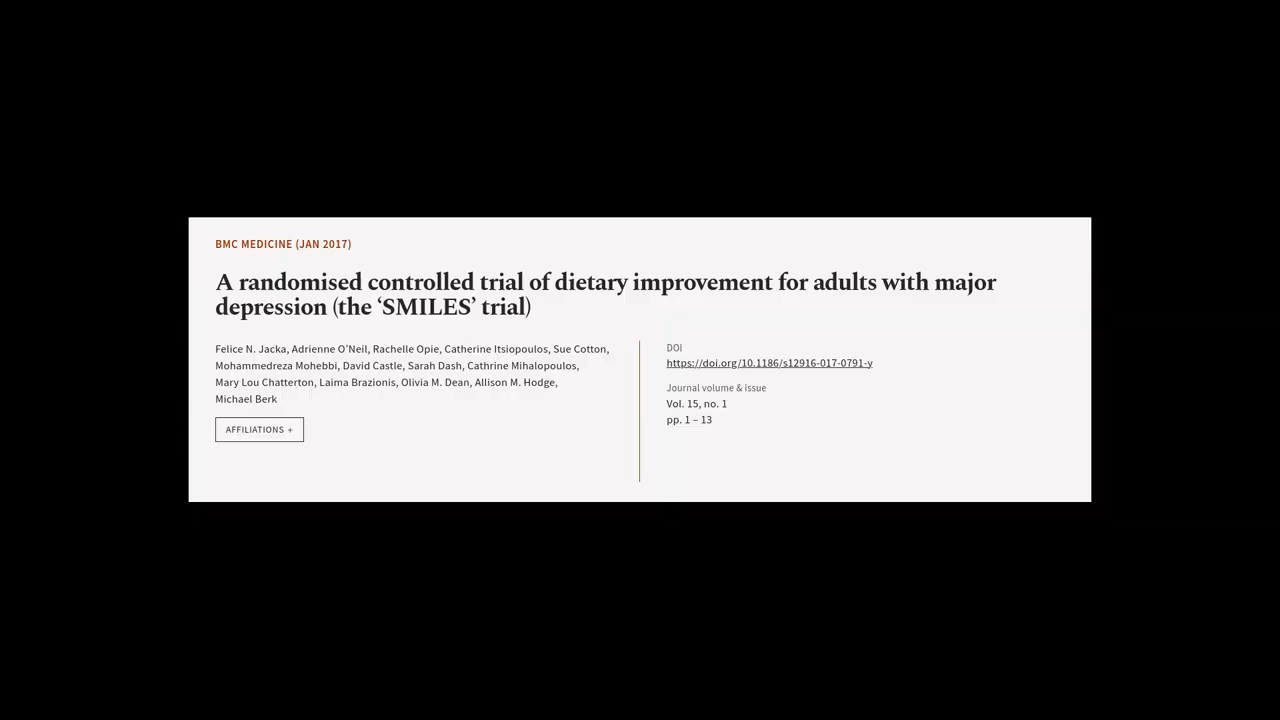 BMC MEDICINE (JAN 2017)
A randomised controlled trial of dietary improvement for adults with major
depression (the ‘SMILES’ trial)
Felice N. Jacka, Adrienne O’Neil, Rachelle Opie, Catherine Itsiopoulos, Sue Cotton,
Mohammedreza Mohebbi, David Castle, Sarah Dash, Cathrine Mihalopoulos,
Mary Lou Chatterton, Laima Brazionis, Olivia M. Dean, Allison M. Hodge,
Michael Berk
AFFILIATIONS +
DOI
https://doi.org/10.1186/s12916-017-0791-y
Journal volume & issue
Vol. 15, no. 1
pp. 1 – 13